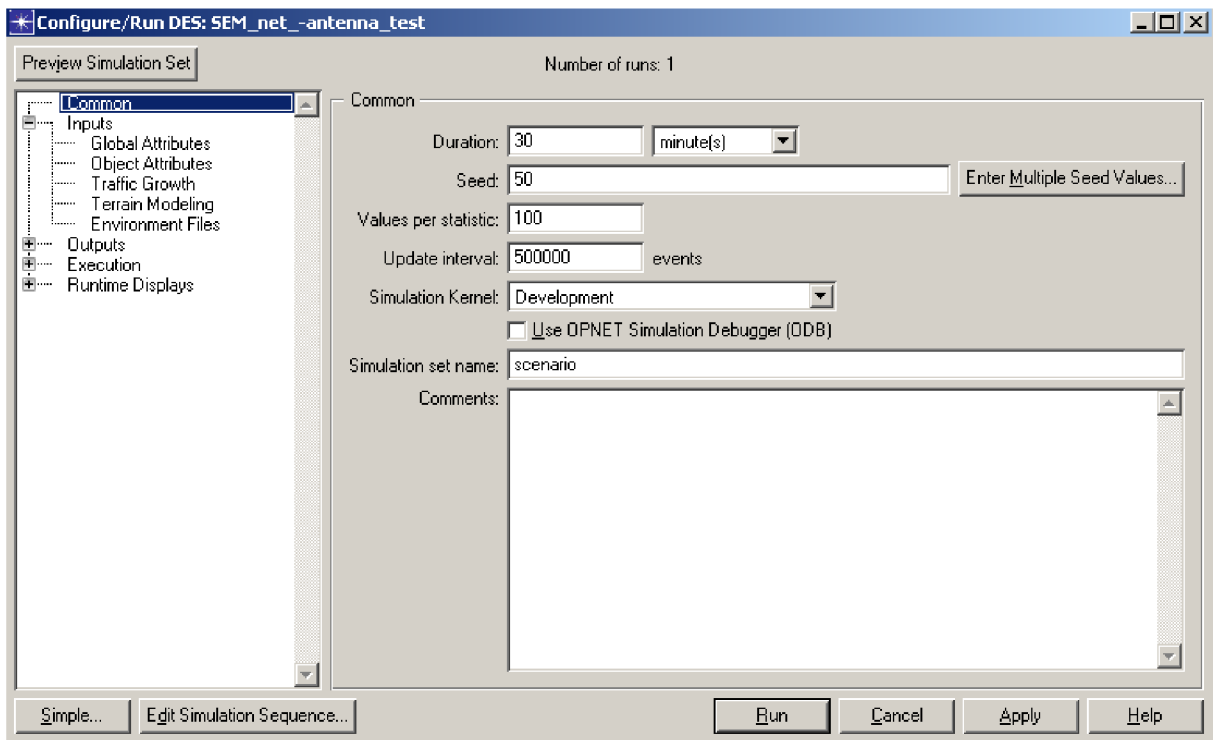 Configure/Run DES: SEM_net_-antenna_test
Preview Simulation Set
Number of runs: 1
Common
Inputs
Global Attributes
Object Attributes
Traffic Growth
Terrain Modeling
Environment Files
Outputs
Execution
Runtime Displays
Common
Duration: 30 minute(s)
Seed: 50 Enter Multiple Seed Values...
Values per statistic: 100
Update interval: 500000 events
Simulation Kernel: Development
Use OPNET Simulation Debugger (ODB)
Simulation set name: scenario
Comments:
Simple... Edit Simulation Sequence... Run Cancel Apply Help